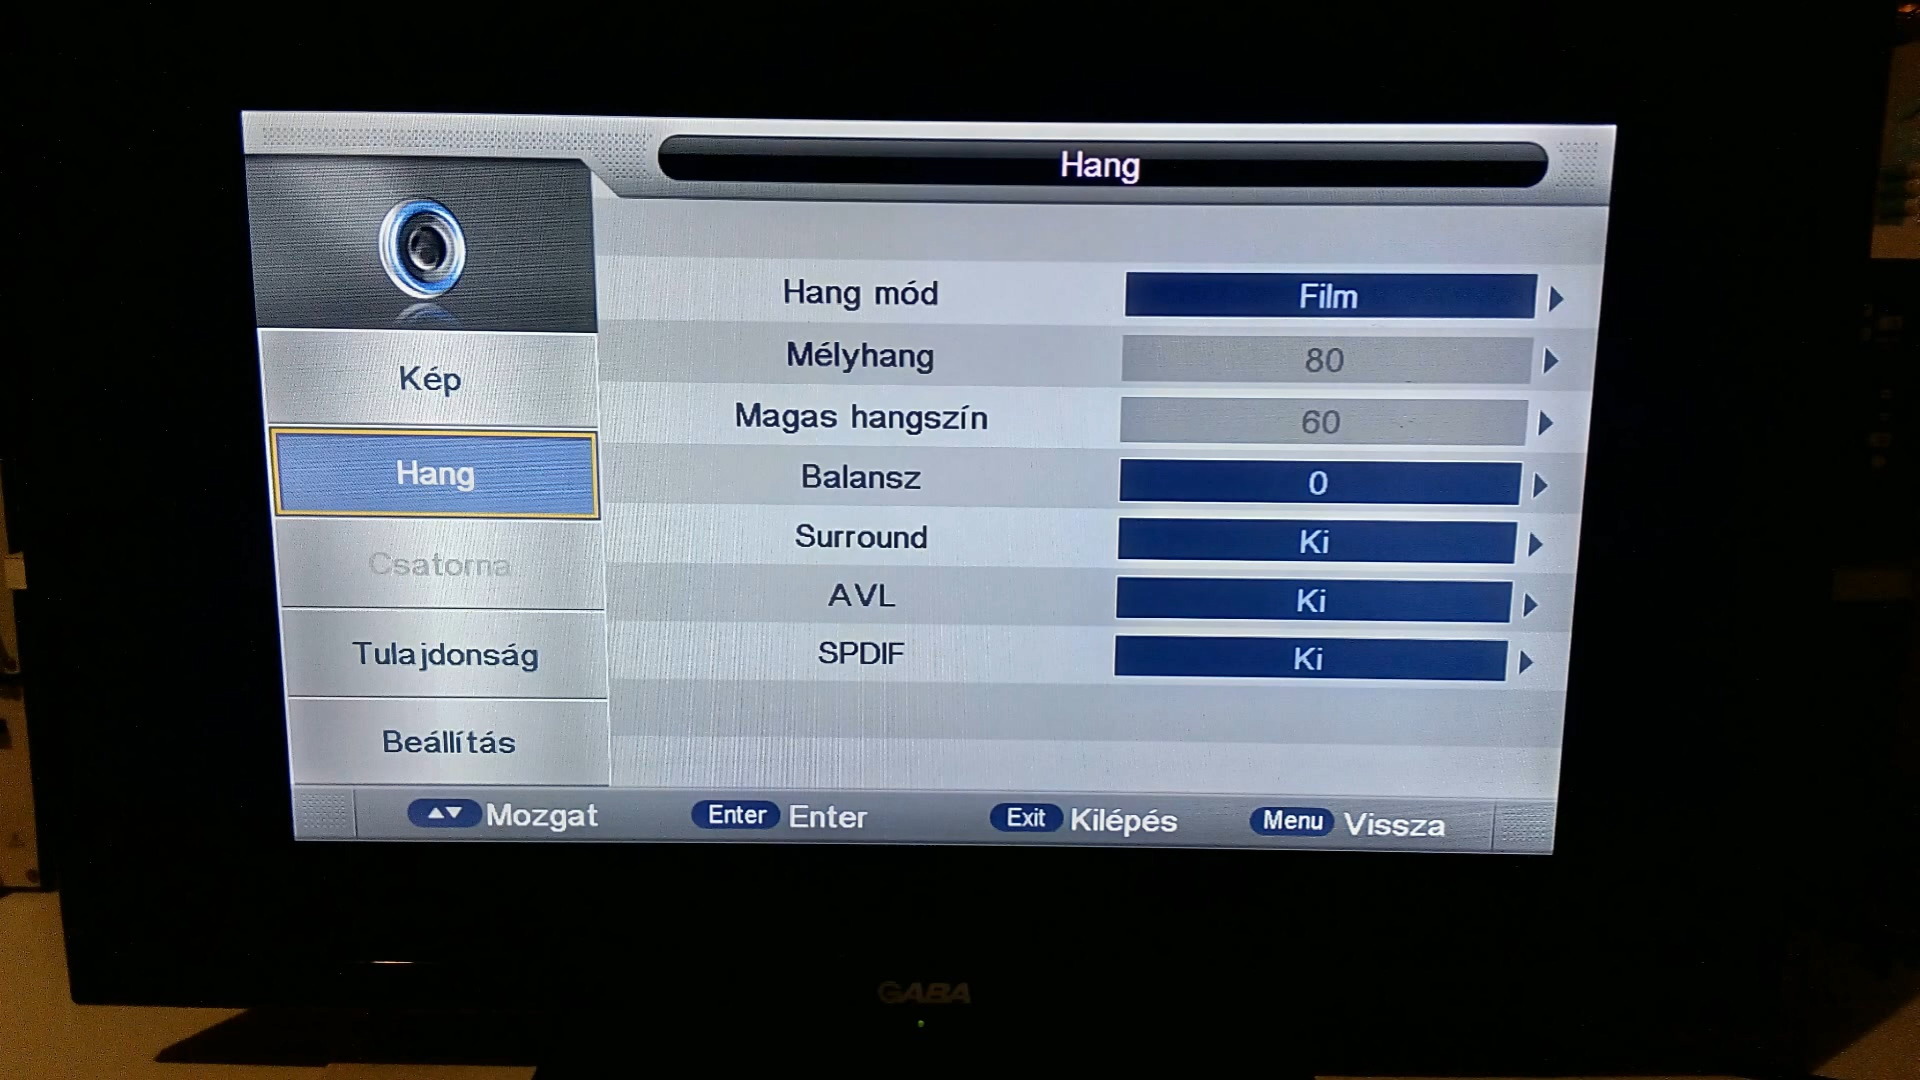 Hang
Kép
Hang
Csatorna
Tulajdonság
Beállítás
Hang mód Film
Mélyhang 80
Magas hangszín 60
Balansz 0
Surround Ki
AVL Ki
SPDIF Ki
Mozgat Enter Enter Exit Kilépés Menu Vissza
GABA